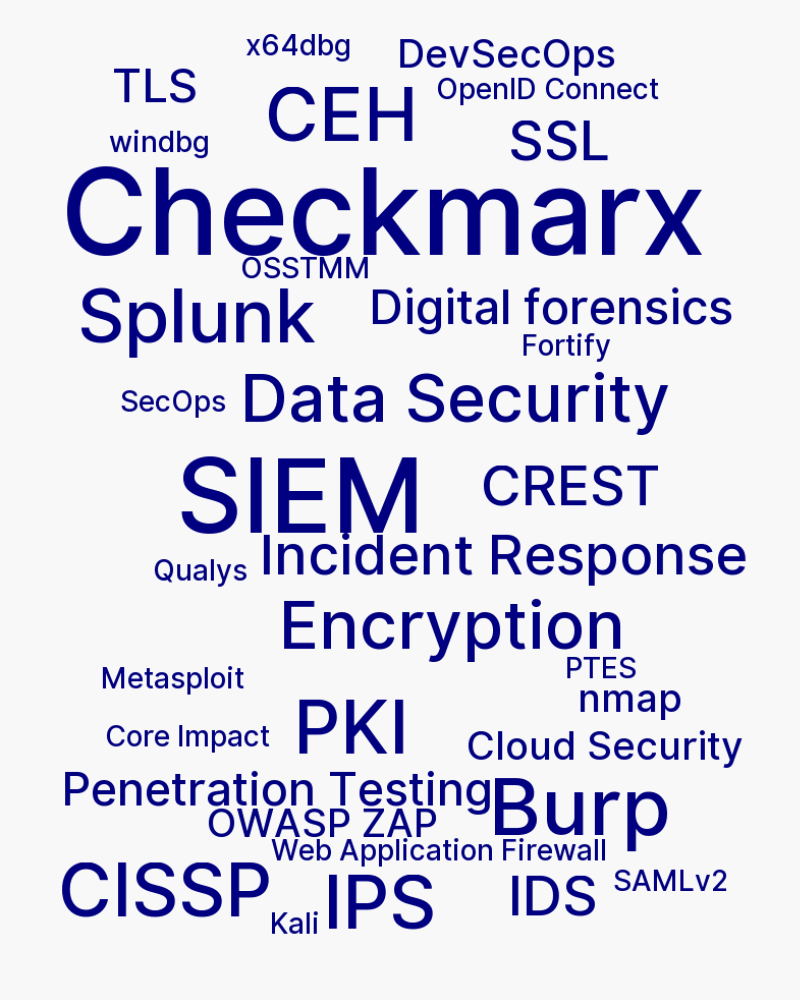 x64dbg
DevSecOps
TLS
OpenID Connect
CEH
windbg
SSL
Checkmarx
OSSTMM
Splunk
Digital forensics
Fortify
SecOps
Data Security
SIEM
CREST
Incident Response
Qualys
Encryption
PTES
Metasploit
nmap
PKI
Core Impact
Cloud Security
Penetration Testing
Burp
OWASP ZAP
Web Application Firewall
CISSP
IPS
IDS
SAMLv2
Kali